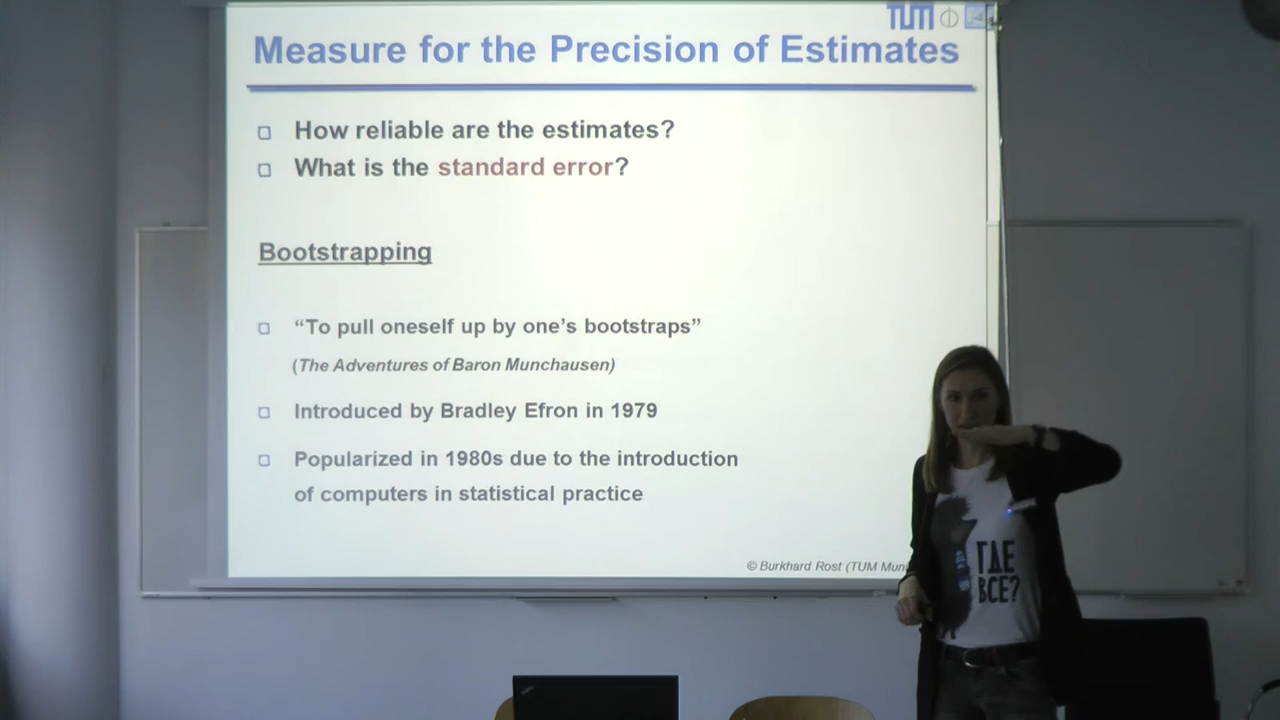 TUM
Measure for the Precision of Estimates
How reliable are the estimates?
What is the standard error?
Bootstrapping
“To pull oneself up by one’s bootstraps”
(The Adventures of Baron Munchausen)
Introduced by Bradley Efron in 1979
Popularized in 1980s due to the introduction
of computers in statistical practice
© Burkhard Rost (TUM
ГДЕ
ВСЕ?